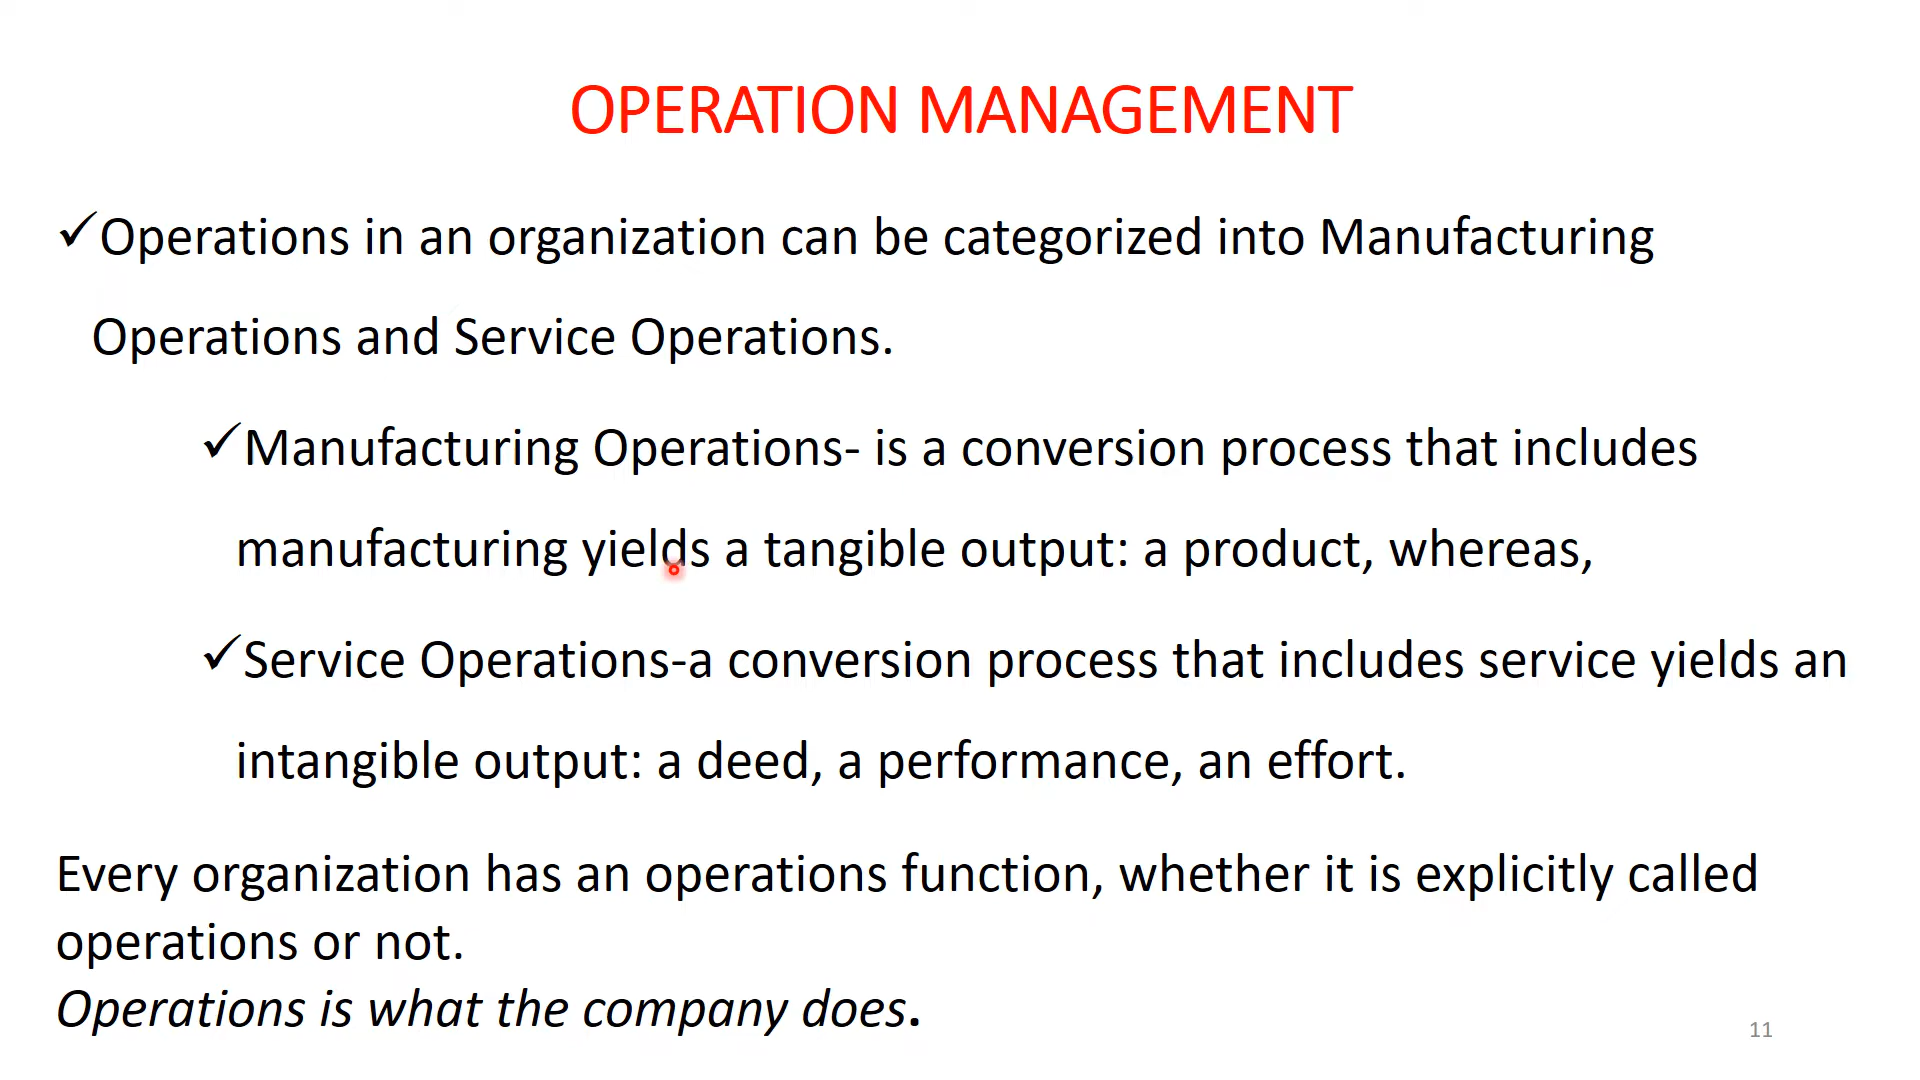 OPERATION MANAGEMENT
✓Operations in an organization can be categorized into Manufacturing
Operations and Service Operations.
✓Manufacturing Operations- is a conversion process that includes
manufacturing yields a tangible output: a product, whereas,
✓Service Operations-a conversion process that includes service yields an
intangible output: a deed, a performance, an effort.
Every organization has an operations function, whether it is explicitly called
operations or not.
Operations is what the company does.
11